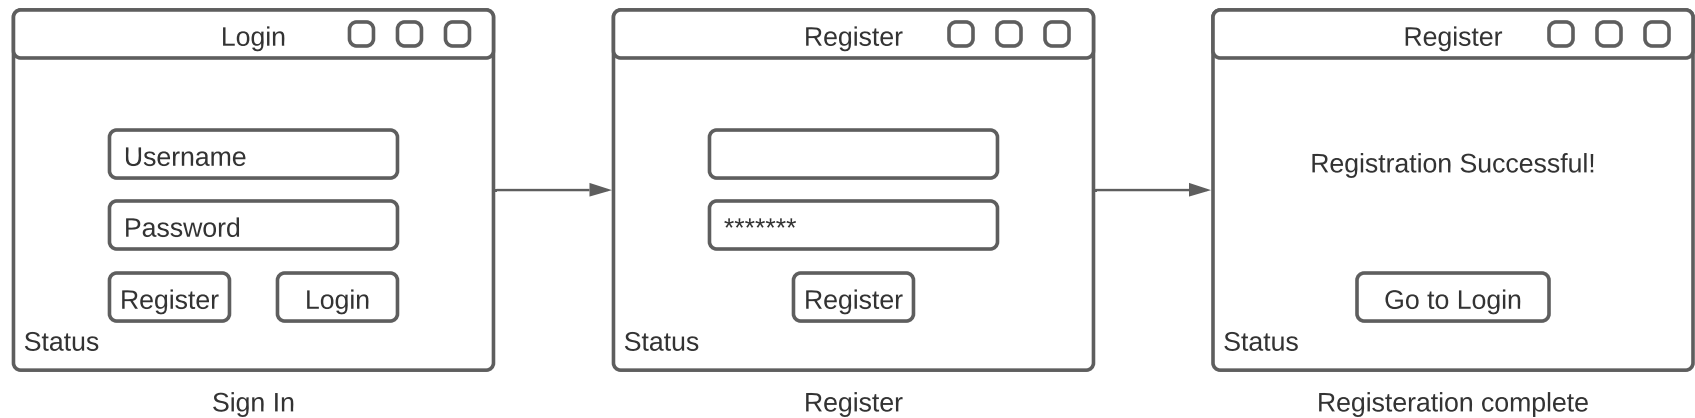 Login
Username
Password
Register
Login
Status
Sign In
Register
*******
Register
Status
Register
Register
Registration Successful!
Go to Login
Status
Registeration complete